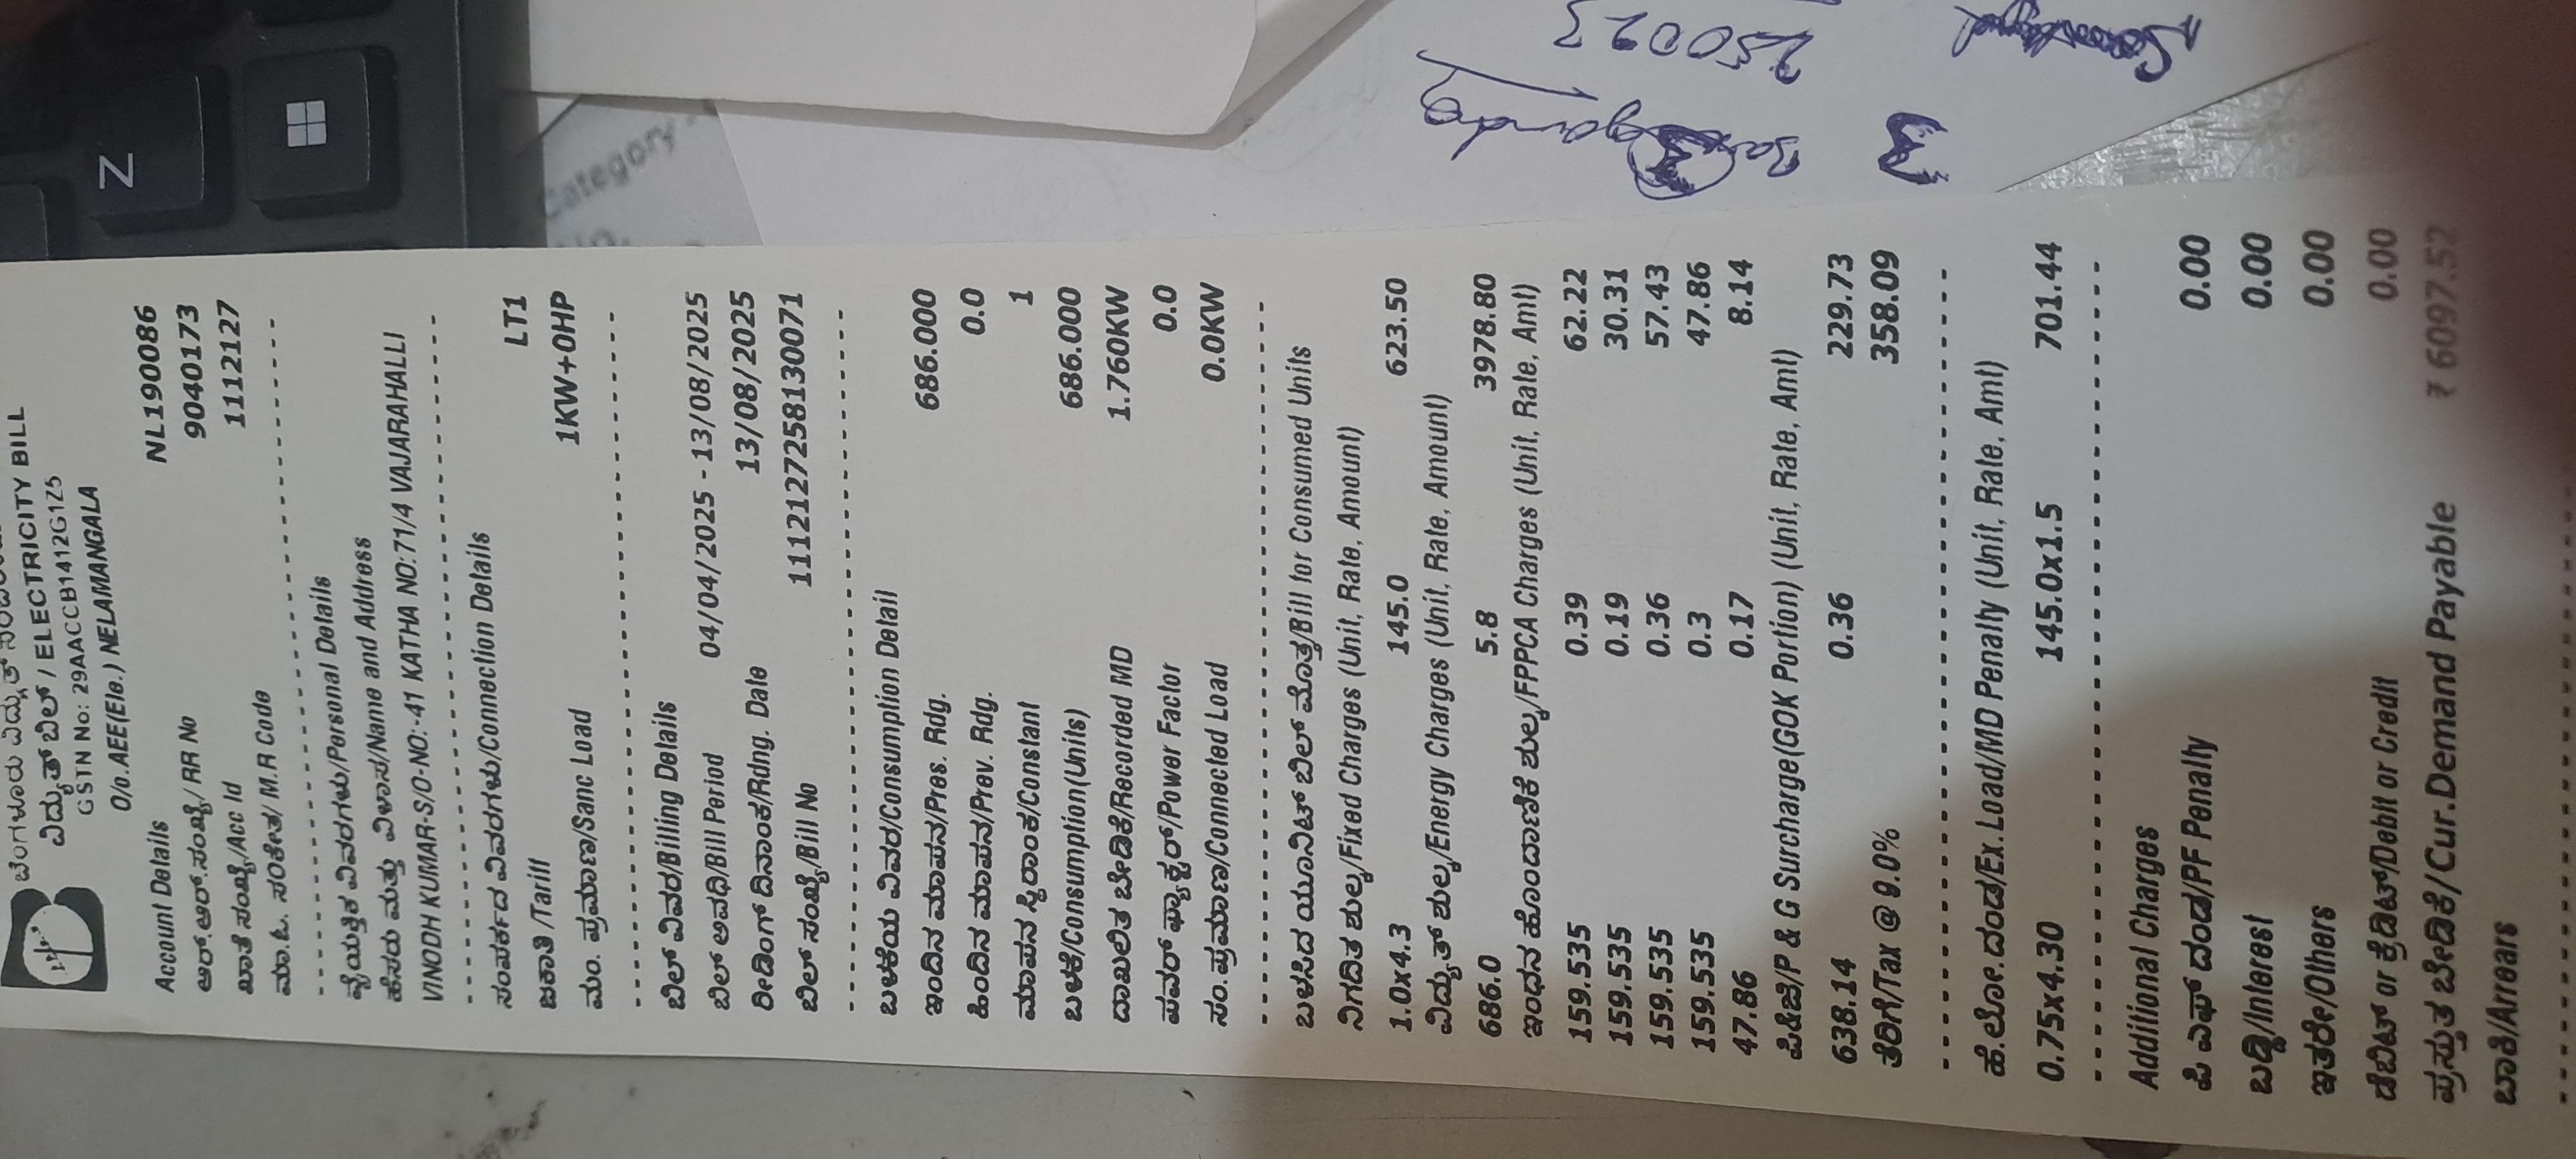 ವಿದ್ಯುತ್ ಬಿಲ್ / ELECTRICITY BILL
GSTN No: 29AACCB1412G1Z5
O/o.AEE(Ele.) NELAMANGALA
Account Details
ಆರ್.ಆರ್.ಸಂಖ್ಯೆ/ RR No NL190086
ಖಾತೆ ಸಂಖ್ಯೆ/Acc Id 9040173
ಮಾ.ಓ. ಸಂಕೇತ/ M.R Code 1112127
ವೈಯಕ್ತಿಕ ವಿವರಗಳು/Personal Details
ಹೆಸರು ಮತ್ತು ವಿಳಾಸ/Name and Address
VINODH KUMAR-S/O-NO:-41 KATHA NO:71/4 VAJARAHALLI
ಸಂಪರ್ಕದ ವಿವರಗಳು/Connection Details
ಜಕಾತಿ /Tariff LT1
ಮಂ. ಪ್ರಮಾಣ/Sanc Load 1KW+0HP
ಬಿಲ್ ವಿವರ/Billing Details
ಬಿಲ್ ಅವಧಿ/Bill Period 04/04/2025 - 13/08/2025
ರೀಡಿಂಗ್ ದಿನಾಂಕ/Rdng. Date 13/08/2025
ಬಿಲ್ ಸಂಖ್ಯೆ/Bill No 1112127258130071
ಬಳಕೆಯ ವಿವರ/Consumption Detail
ಇಂದಿನ ಮಾಪನ/Pres. Rdg. 686.000
ಹಿಂದಿನ ಮಾಪನ/Prev. Rdg. 0.0
ಮಾಪನ ಸ್ಥಿರಾಂಕ/Constant 1
ಬಳಕೆ/Consumption(Units) 686.000
ದಾಖಲಿತ ಬೇಡಿಕೆ/Recorded MD 1.760KW
ಪವರ್ ಫ್ಯಾಕ್ಟರ್/Power Factor 0.0
ಸಂ.ಪ್ರಮಾಣ/Connected Load 0.0KW
ಬಳಸಿದ ಯೂನಿಟ್ ಬಿಲ್ ಮೊತ್ತ/Bill for Consumed Units
ನಿಗದಿತ ಶುಲ್ಕ/Fixed Charges (Unit, Rate, Amount)
1.0x4.3 145.0 623.50
ವಿದ್ಯುತ್ ಶುಲ್ಕ/Energy Charges (Unit, Rate, Amount)
686.0 5.8 3978.80
ಇಂಧನ ಹೊಂದಾಣಿಕೆ ಶುಲ್ಕ/FPPCA Charges (Unit, Rate, Amt)
159.535 0.39 62.22
159.535 0.19 30.31
159.535 0.36 57.43
159.535 0.3 47.86
47.86 0.17 8.14
ಪಿ&ಜಿ/P & G Surcharge(GOK Portion) (Unit, Rate, Amt)
638.14 0.36 229.73
ತೆರಿಗೆ/Tax @ 9.0% 358.09
ಹೆ.ಲೋ.ದಂಡ/Ex.Load/MD Penalty (Unit, Rate, Amt)
0.75x4.30 145.0x1.5 701.44
Additional Charges
ಪಿ ಎಫ್ ದಂಡ/PF Penalty 0.00
ಬಡ್ಡಿ/Interest 0.00
ಇತರೇ/Others 0.00
ಡೆಬಿಟ್ or ಕ್ರೆಡಿಟ್/Debit or Credit 0.00
ಪ್ರಸ್ತುತ ಬೇಡಿಕೆ/Cur.Demand Payable ₹ 6097.52
ಬಾಕಿ/Arrears
Category
No.
250023
Z